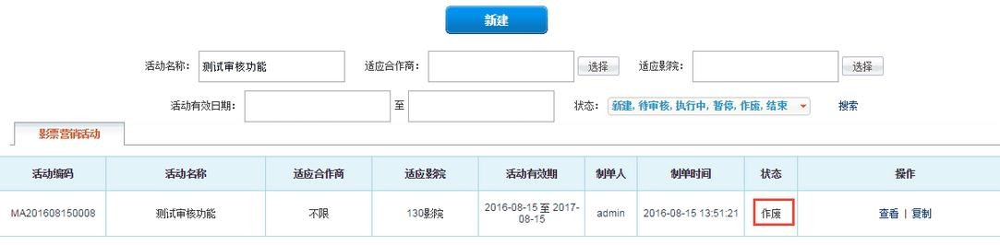 新建
活动名称： 测试审核功能 适应合作商： 选择 适应影院： 选择
活动有效日期： 至 状态： 新建, 待审核, 执行中, 暂停, 作废, 结束 搜索
影票营销活动
活动编码 活动名称 适应合作商 适应影院 活动有效期 制单人 制单时间 状态 操作
MA201608150008 测试审核功能 不限 130影院 2016-08-15 至 2017-08-15 admin 2016-08-15 13:51:21 作废 查看 | 复制